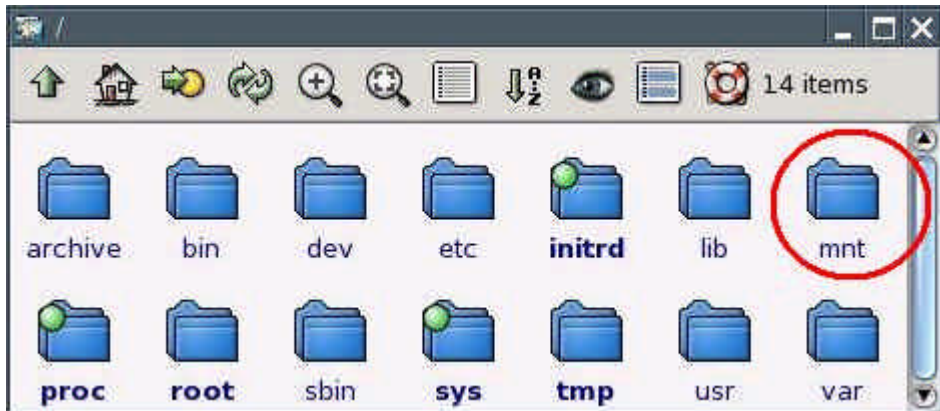 /
14 items
archive bin dev etc initrd lib mnt
proc root sbin sys tmp usr var